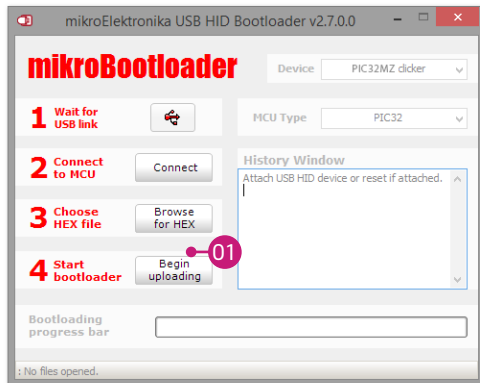 mikroElektronika USB HID Bootloader v2.7.0.0
mikroBootloader
Device PIC32MZ clicker
1 Wait for
USB link
MCU Type PIC32
2 Connect
to MCU
Connect
History Window
Attach USB HID device or reset if attached.
3 Choose
HEX file
Browse
for HEX
01
4 Start
bootloader
Begin
uploading
Bootloading
progress bar
: No files opened.